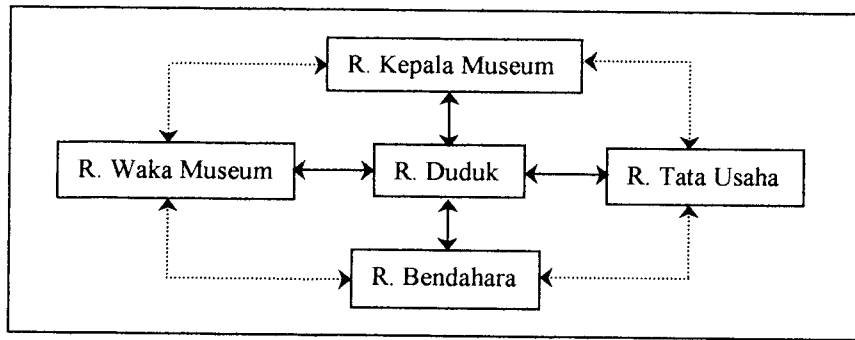 R. Kepala Museum
R. Waka Museum
R. Duduk
R. Tata Usaha
R. Bendahara